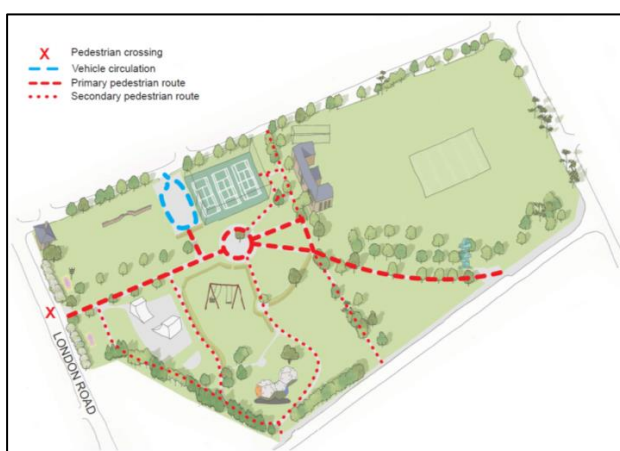 X Pedestrian crossing
Vehicle circulation
Primary pedestrian route
Secondary pedestrian route
X
LONDON ROAD